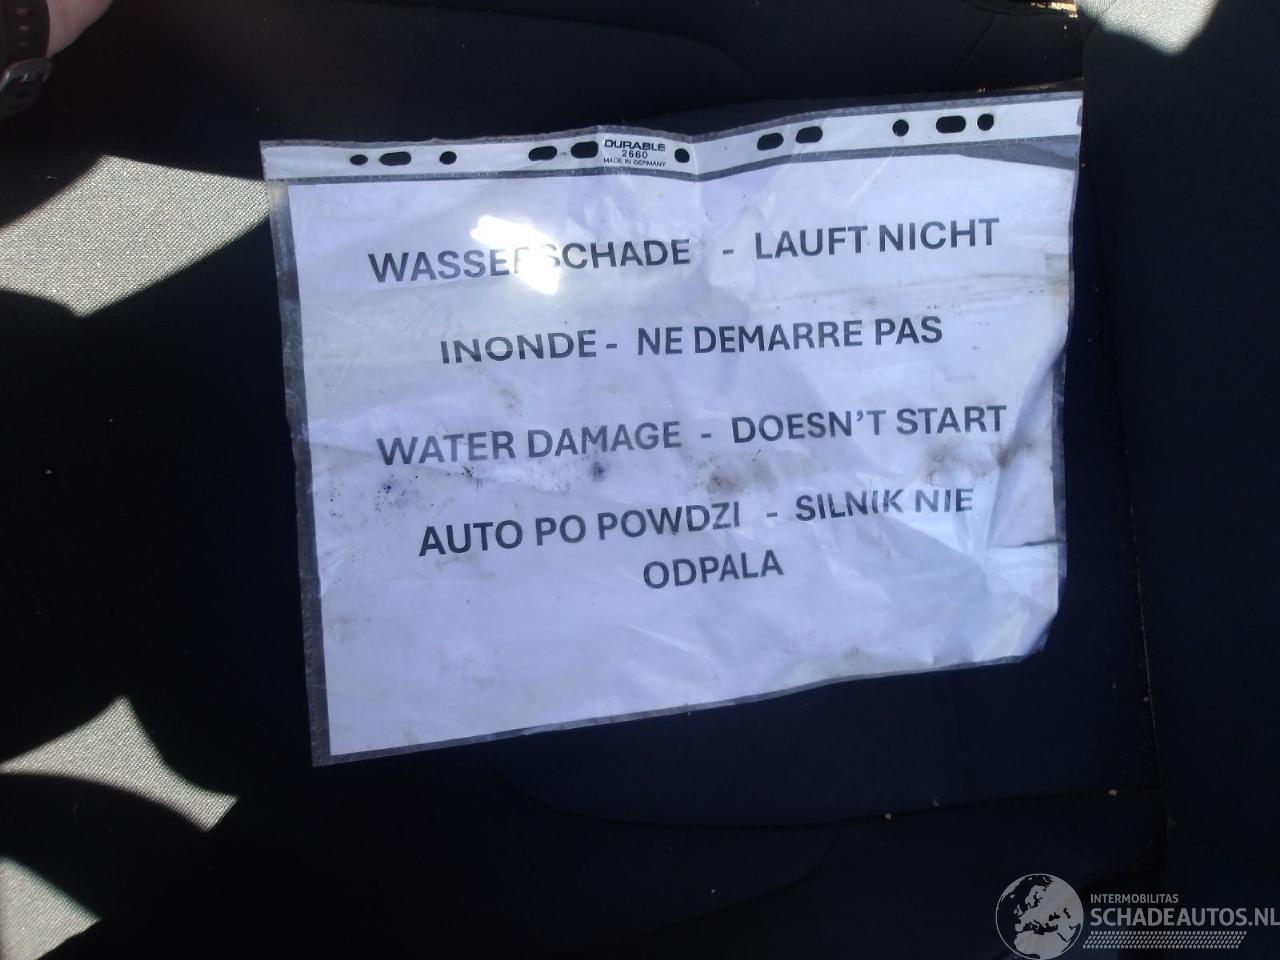 DURABLE
2660
MADE IN GERMANY
WASSERSCHADE - LAUFT NICHT
INONDE - NE DEMARRE PAS
WATER DAMAGE - DOESN'T START
AUTO PO POWDZI - SILNIK NIE
ODPALA
INTERMOBILITAS
SCHADEAUTOS.NL